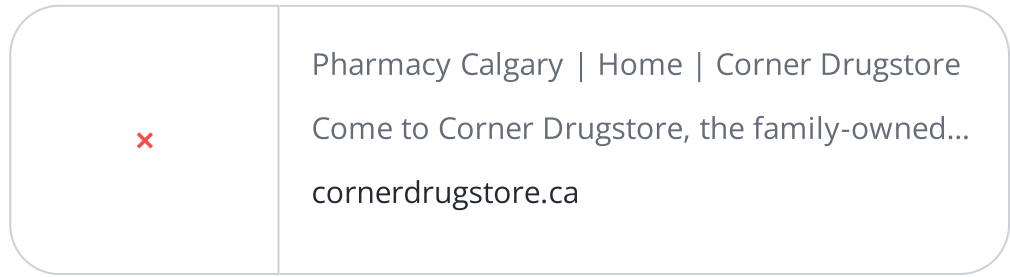 Pharmacy Calgary | Home | Corner Drugstore
Come to Corner Drugstore, the family-owned...
cornerdrugstore.ca